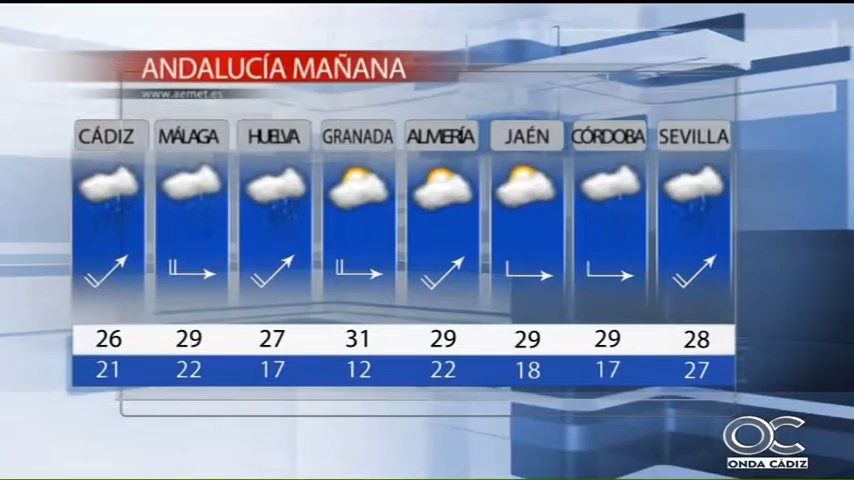 ANDALUCÍA MAÑANA
www.aemet.es
CÁDIZ MÁLAGA HUELVA GRANADA ALMERÍA JAÉN CÓRDOBA SEVILLA
26 29 27 31 29 29 29 28
21 22 17 12 22 18 17 27
OC
ONDA CÁDIZ